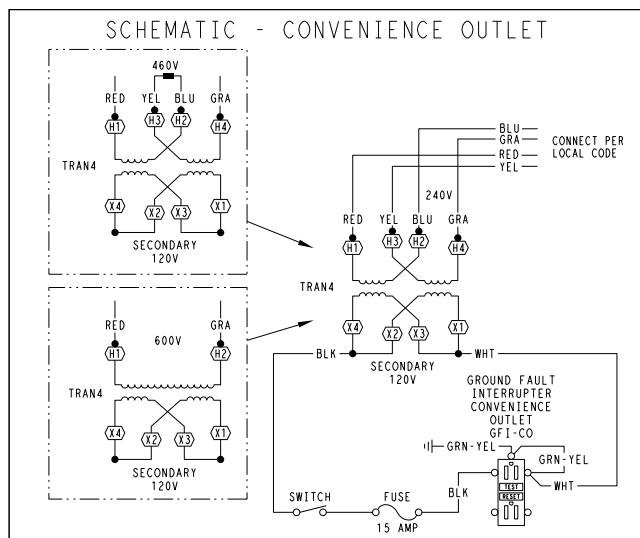 SCHEMATIC - CONVENIENCE OUTLET
460V
RED YEL BLU GRA
H1 H3 H2 H4
TRAN4
X4 X2 X3 X1
SECONDARY
120V
RED GRA
600V
H1 H2
TRAN4
X4 X2 X3 X1
SECONDARY
120V
BLU
GRA
RED
YEL
CONNECT PER
LOCAL CODE
240V
RED YEL BLU GRA
H1 H3 H2 H4
TRAN4
X4 X2 X3 X1
BLK
WHT
SECONDARY
120V
GROUND FAULT
INTERRUPTER
CONVENIENCE
OUTLET
GFI-CO
GRN-YEL
GRN-YEL
BLK
WHT
TEST
RESET
SWITCH
FUSE
15 AMP